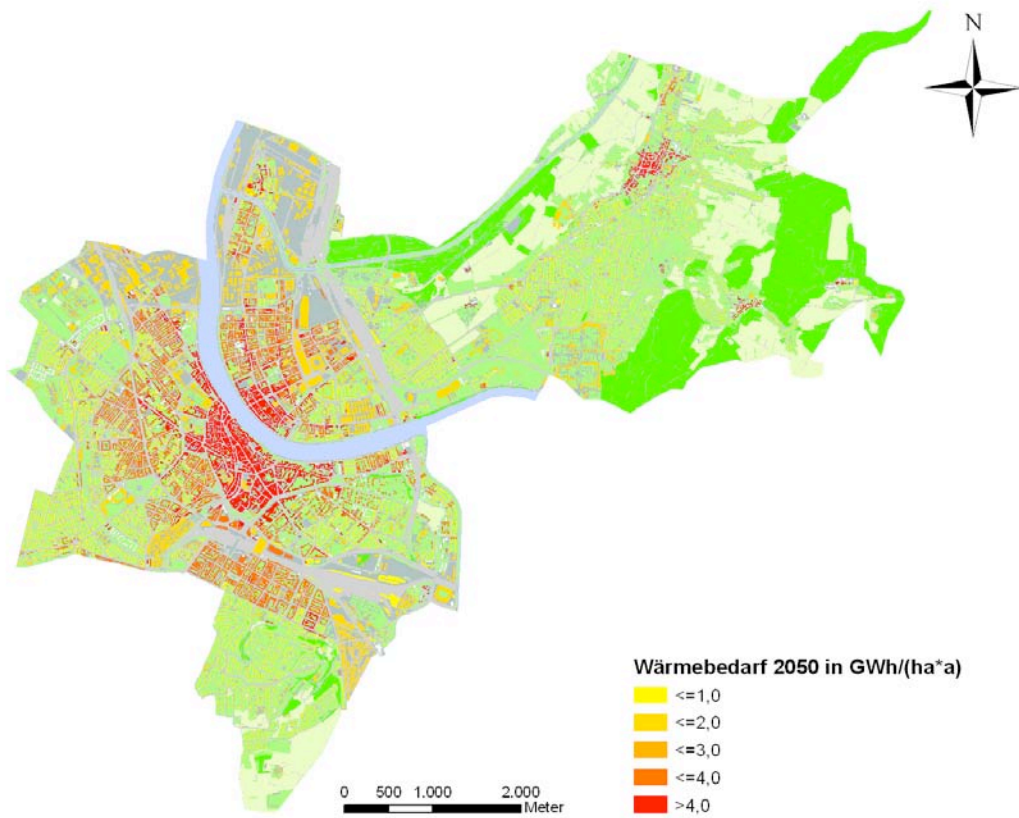 N
Wärmebedarf 2050 in GWh/(ha*a)
<=1,0
<=2,0
<=3,0
<=4,0
>4,0
0 500 1.000 2.000
Meter